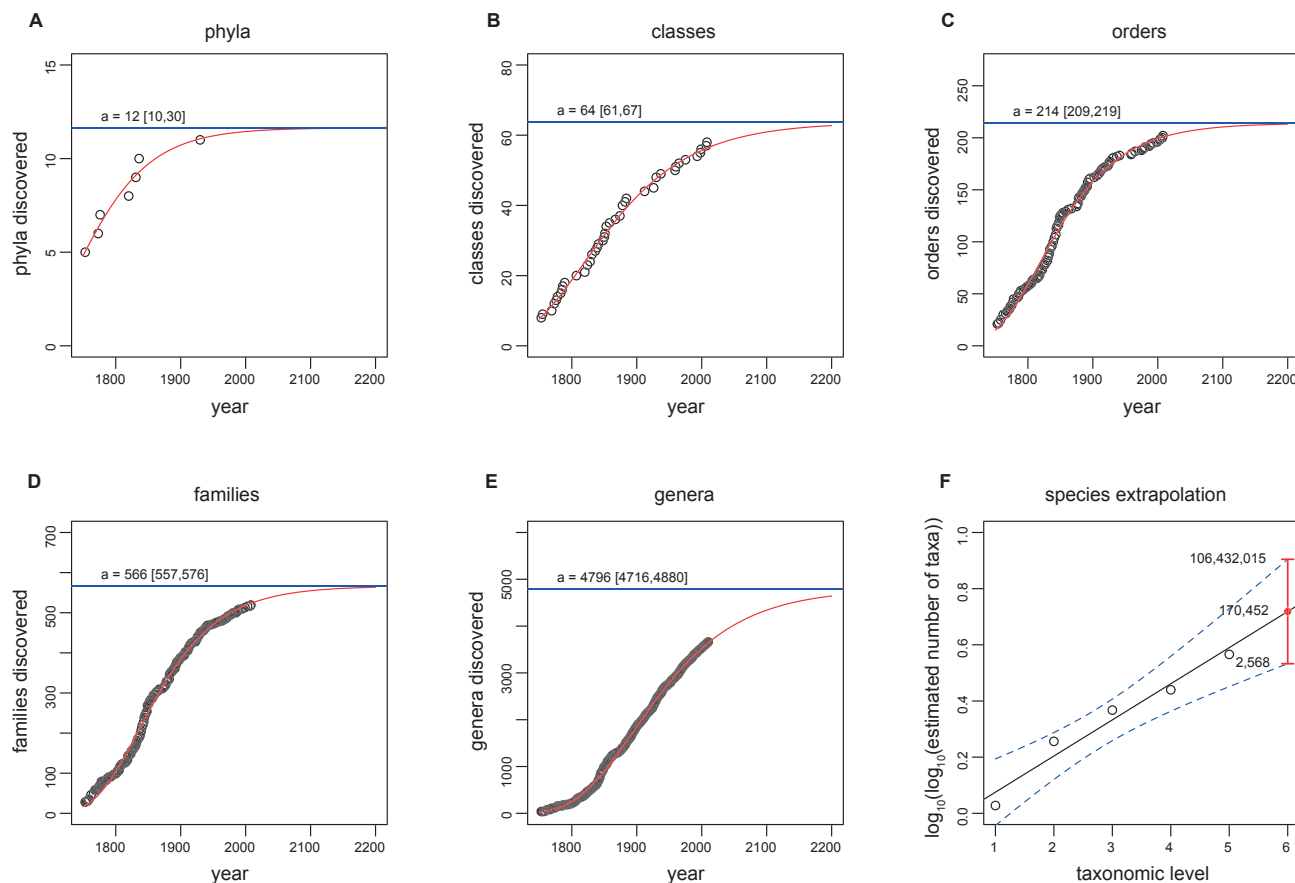 A
phyla
phyla discovered
15
10
5
0
a = 12 [10,30]
1800 1900 2000 2100 2200
year
B
classes
classes discovered
80
60
40
20
0
a = 64 [61,67]
1800 1900 2000 2100 2200
year
C
orders
orders discovered
250
200
150
100
50
0
a = 214 [209,219]
1800 1900 2000 2100 2200
year
D
families
families discovered
700
500
300
100
0
a = 566 [557,576]
1800 1900 2000 2100 2200
year
E
genera
genera discovered
5000
3000
1000
0
a = 4796 [4716,4880]
1800 1900 2000 2100 2200
year
F
species extrapolation
log₁₀(log₁₀(estimated number of taxa))
1.0
0.8
0.6
0.4
0.2
0.0
106,432,015
170,452
2,568
1 2 3 4 5 6
taxonomic level